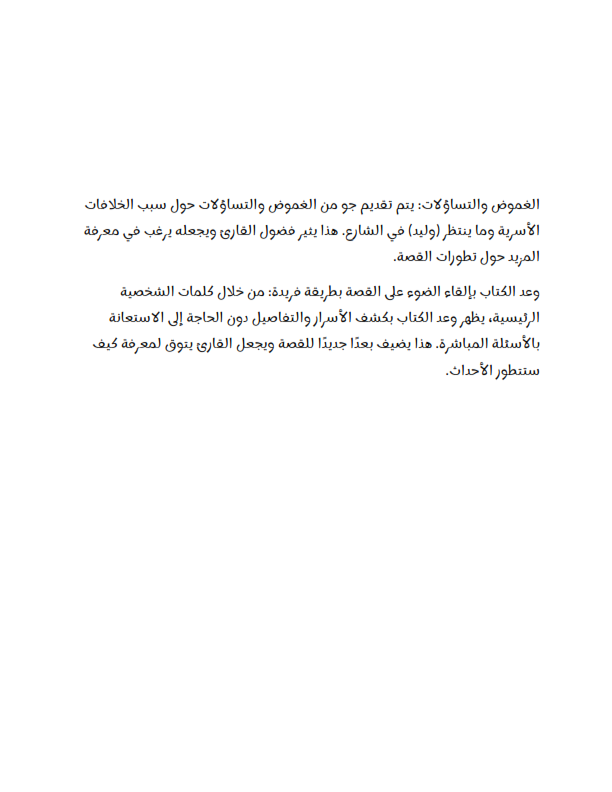 الغموض والتساؤلات: يتم تقديم جو من الغموض والتساؤلات حول سبب الخلافات
الأسرية وما ينتظر (وليد) في الشارع. هذا يثير فضول القارئ ويجعله يرغب في معرفة
المزيد حول تطورات القصة.
وعد الكتاب بإلقاء الضوء على القصة بطريقة فريدة: من خلال كلمات الشخصية
الرئيسية، يظهر وعد الكتاب بكشف الأسرار والتفاصيل دون الحاجة إلى الاستعانة
بالأسئلة المباشرة. هذا يضيف بعدًا جديدًا للقصة ويجعل القارئ يتوق لمعرفة كيف
ستتطور الأحداث.